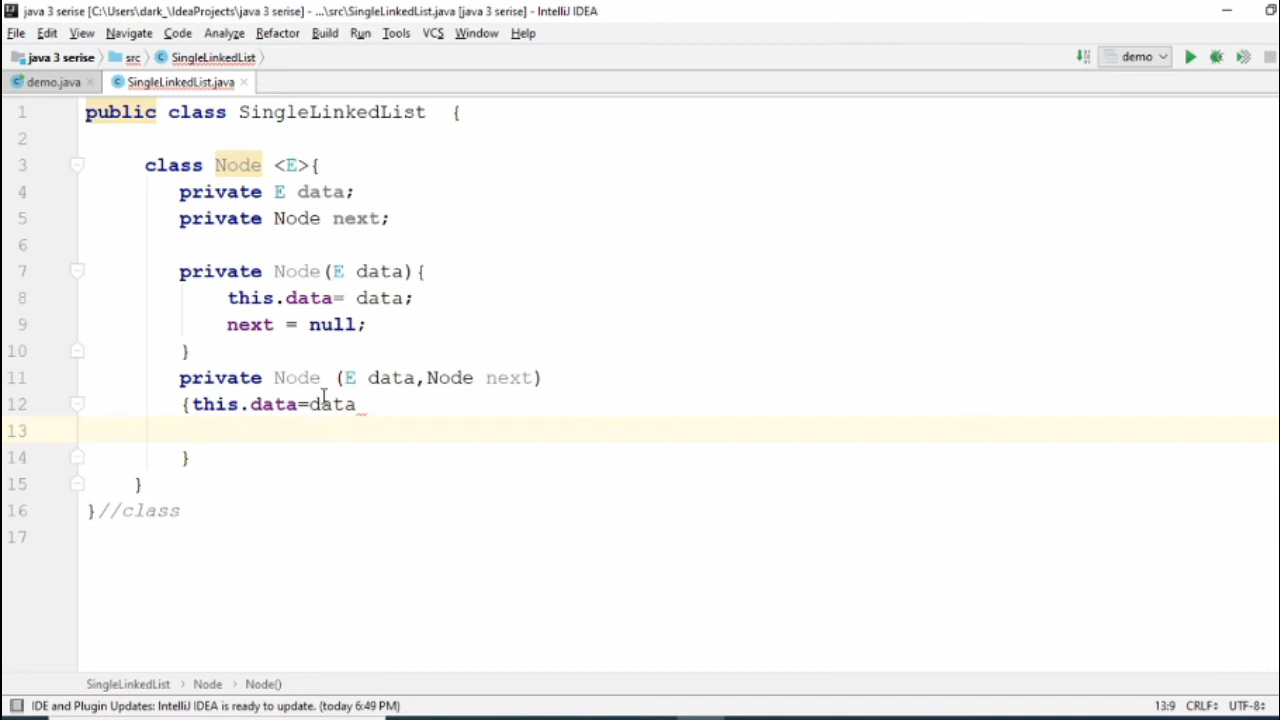 java 3 serise [C:\Users\dark_\IdeaProjects\java 3 serise] - ...\src\SingleLinkedList.java [java 3 serise] - IntelliJ IDEA
File Edit View Navigate Code Analyze Refactor Build Run Tools VCS Window Help
java 3 serise src SingleLinkedList demo
demo.java SingleLinkedList.java
1 public class SingleLinkedList {
2
3 class Node <E>{
4 private E data;
5 private Node next;
6
7 private Node(E data){
8 this.data= data;
9 next = null;
10 }
11 private Node (E data,Node next)
12 {this.data=data
13
14 }
15 }
16 }//class
17
SingleLinkedList > Node > Node()
IDE and Plugin Updates: IntelliJ IDEA is ready to update. (today 6:49 PM) 13:9 CRLF UTF-8